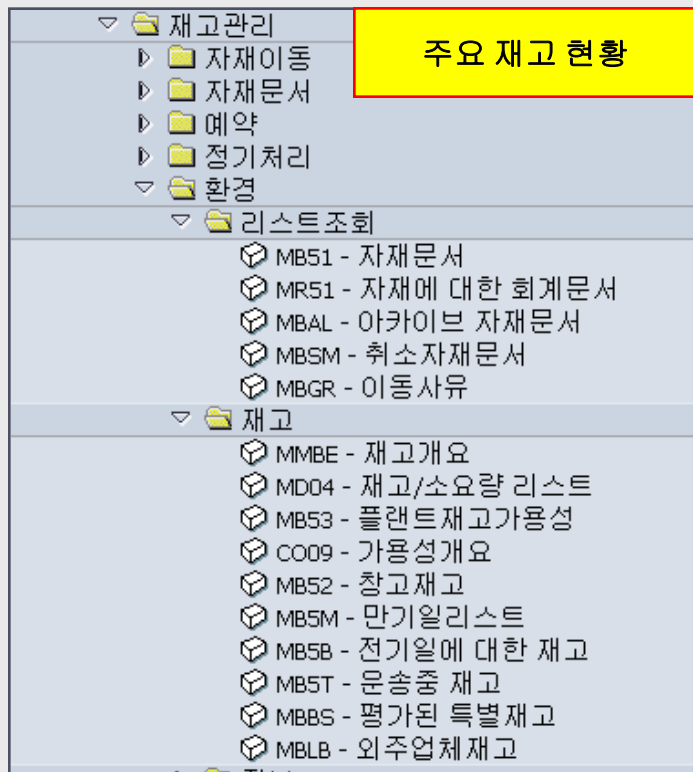 재고관리
주요 재고 현황
자재이동
자재문서
예약
정기처리
환경
리스트조회
MB51 - 자재문서
MR51 - 자재에 대한 회계문서
MBAL - 아카이브 자재문서
MBSM - 취소자재문서
MBGR - 이동사유
재고
MMBE - 재고개요
MD04 - 재고/소요량 리스트
MB53 - 플랜트재고가용성
CO09 - 가용성개요
MB52 - 창고재고
MB5M - 만기일리스트
MB5B - 전기일에 대한 재고
MB5T - 운송중 재고
MBBS - 평가된 특별재고
MBLB - 외주업체재고